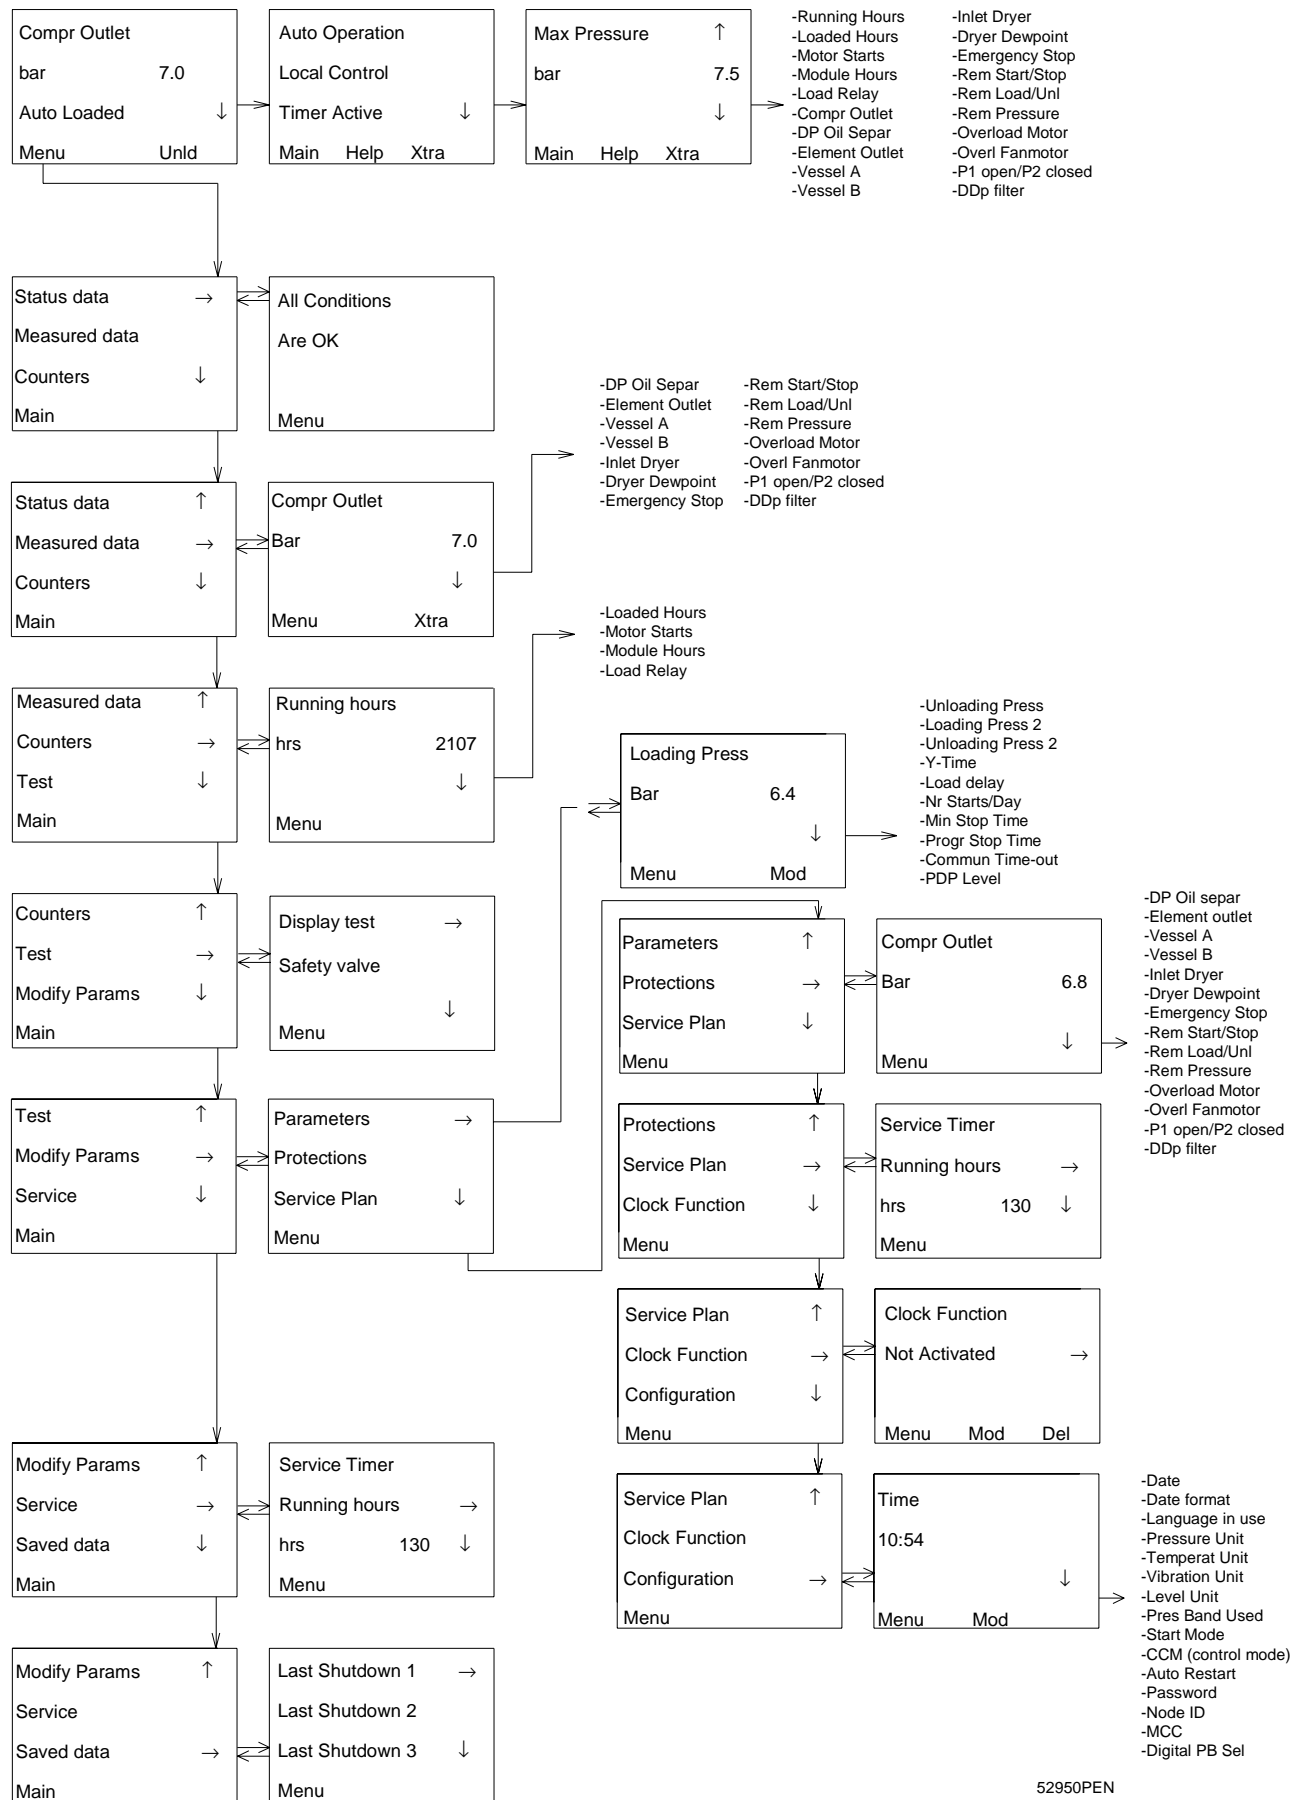 Compr Outlet
bar 7.0
Auto Loaded ↓
Menu Unld
Auto Operation
Local Control
Timer Active ↓
Main Help Xtra
Max Pressure ↑
bar 7.5
↓
Main Help Xtra
-Running Hours
-Loaded Hours
-Motor Starts
-Module Hours
-Load Relay
-Compr Outlet
-DP Oil Separ
-Element Outlet
-Vessel A
-Vessel B
-Inlet Dryer
-Dryer Dewpoint
-Emergency Stop
-Rem Start/Stop
-Rem Load/Unl
-Rem Pressure
-Overload Motor
-Overl Fanmotor
-P1 open/P2 closed
-DDp filter
Status data →
Measured data
Counters ↓
Main
All Conditions
Are OK
Menu
Status data ↑
Measured data →
Counters ↓
Main
Compr Outlet
Bar 7.0
↓
Menu Xtra
-DP Oil Separ
-Element Outlet
-Vessel A
-Vessel B
-Inlet Dryer
-Dryer Dewpoint
-Emergency Stop
-Rem Start/Stop
-Rem Load/Unl
-Rem Pressure
-Overload Motor
-Overl Fanmotor
-P1 open/P2 closed
-DDp filter
Measured data ↑
Counters →
Test ↓
Main
Running hours
hrs 2107
↓
Menu
-Loaded Hours
-Motor Starts
-Module Hours
-Load Relay
Counters ↑
Test →
Modify Params ↓
Main
Display test →
Safety valve
↓
Menu
Test ↑
Modify Params →
Service ↓
Main
Parameters →
Protections
Service Plan ↓
Menu
Loading Press
Bar 6.4
↓
Menu Mod
-Unloading Press
-Loading Press 2
-Unloading Press 2
-Y-Time
-Load delay
-Nr Starts/Day
-Min Stop Time
-Progr Stop Time
-Commun Time-out
-PDP Level
Parameters ↑
Protections →
Service Plan ↓
Menu
Compr Outlet
Bar 6.8
↓
Menu
-DP Oil separ
-Element outlet
-Vessel A
-Vessel B
-Inlet Dryer
-Dryer Dewpoint
-Emergency Stop
-Rem Start/Stop
-Rem Load/Unl
-Rem Pressure
-Overload Motor
-Overl Fanmotor
-P1 open/P2 closed
-DDp filter
Protections ↑
Service Plan →
Clock Function ↓
Menu
Service Timer
Running hours →
hrs 130 ↓
Menu
Service Plan ↑
Clock Function →
Configuration ↓
Menu
Clock Function
Not Activated →
Menu Mod Del
Service Plan ↑
Clock Function
Configuration →
Menu
Time
10:54
↓
Menu Mod
-Date
-Date format
-Language in use
-Pressure Unit
-Temperat Unit
-Vibration Unit
-Level Unit
-Pres Band Used
-Start Mode
-CCM (control mode)
-Auto Restart
-Password
-Node ID
-MCC
-Digital PB Sel
Modify Params ↑
Service →
Saved data ↓
Main
Service Timer
Running hours →
hrs 130 ↓
Menu
Modify Params ↑
Service
Saved data →
Main
Last Shutdown 1 →
Last Shutdown 2
Last Shutdown 3 ↓
Menu
52950PEN